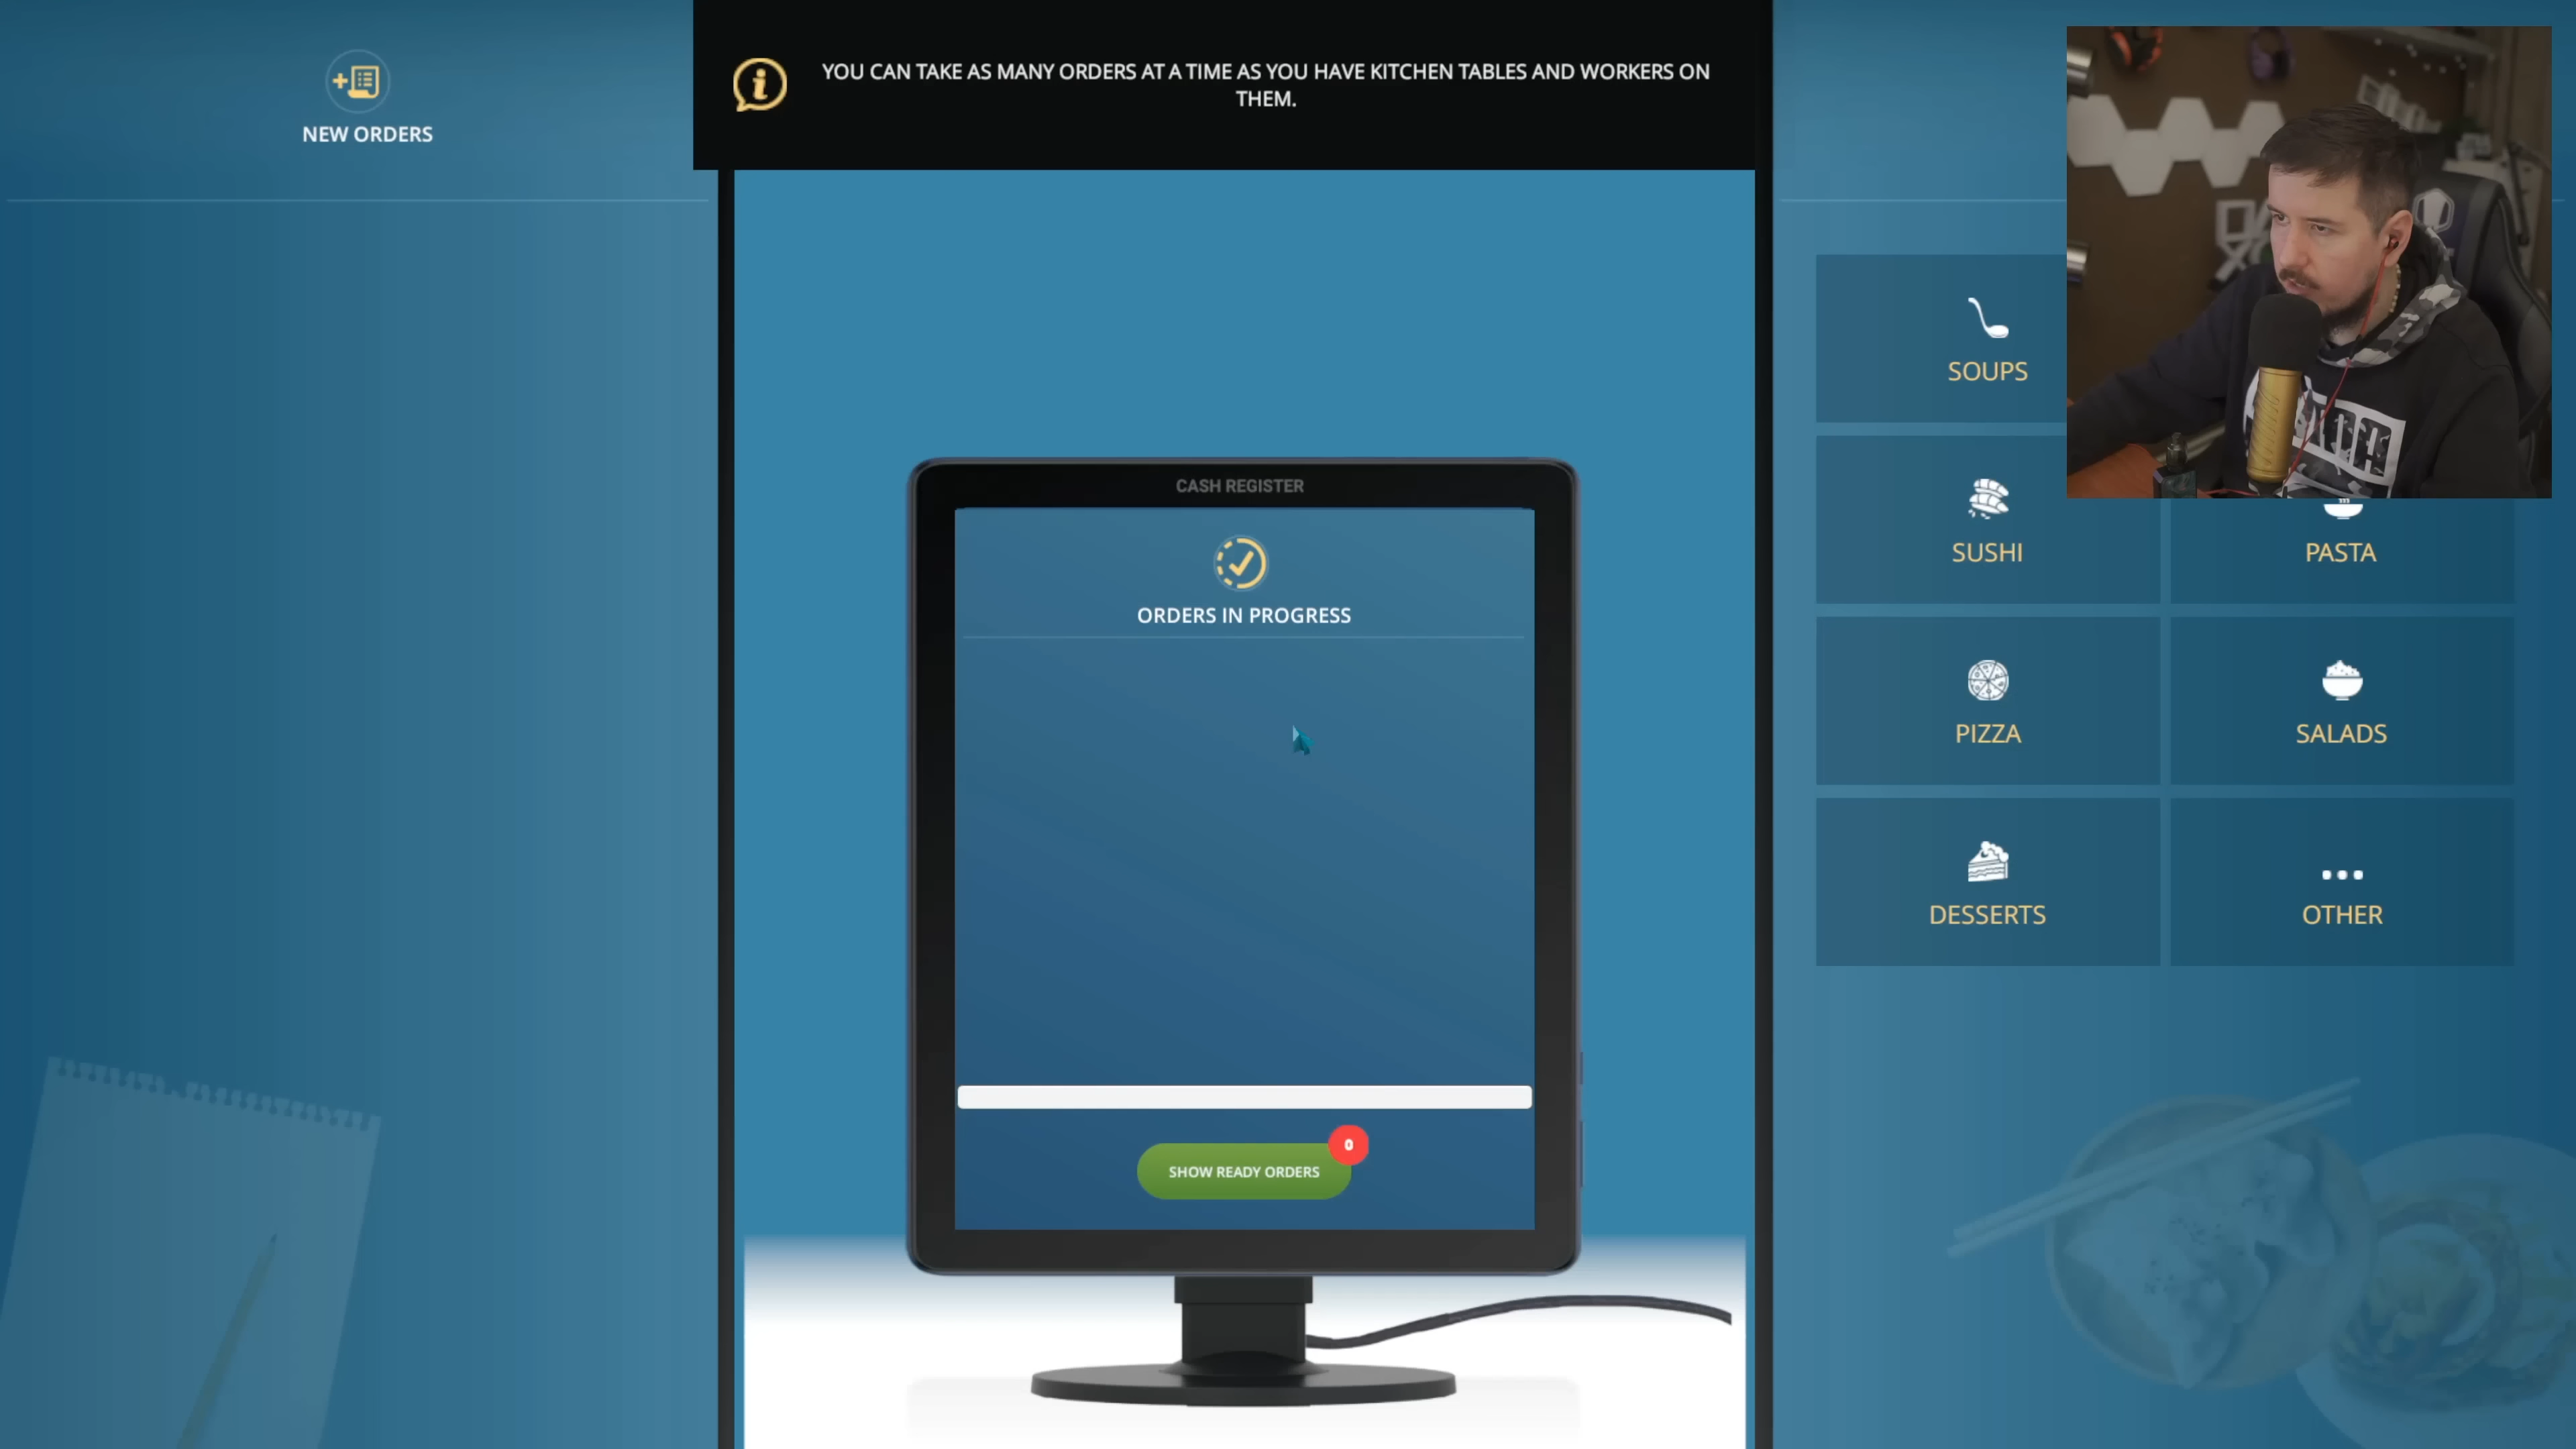 NEW ORDERS
YOU CAN TAKE AS MANY ORDERS AT A TIME AS YOU HAVE KITCHEN TABLES AND WORKERS ON
THEM.
CASH REGISTER
ORDERS IN PROGRESS
0
SHOW READY ORDERS
SOUPS
SUSHI
PASTA
PIZZA
SALADS
DESSERTS
OTHER